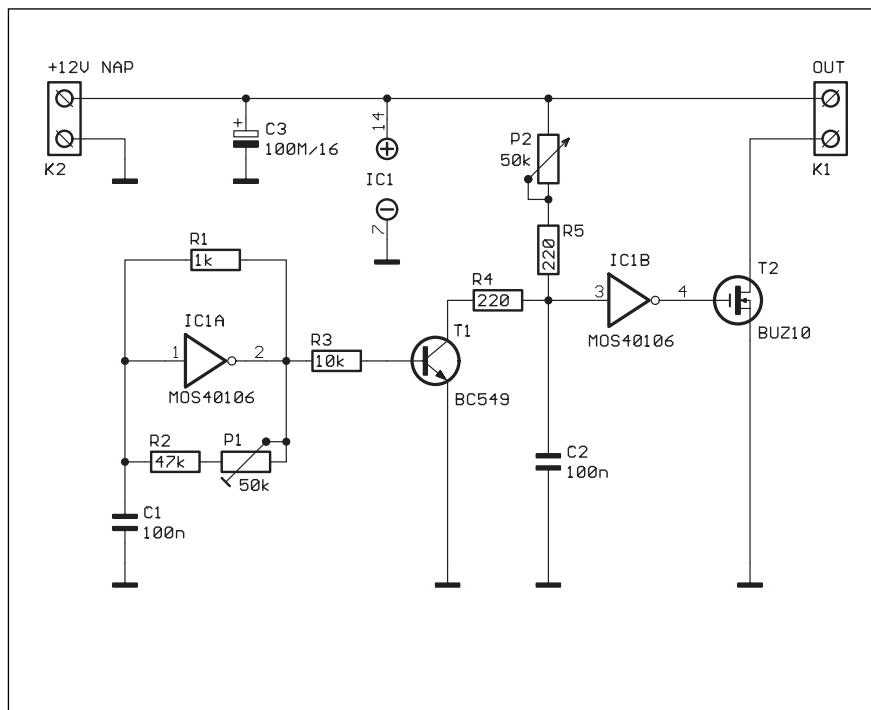 +12V NAP
OUT
K2
K1
+
C3
100M/16
14
IC1
7
P2
50k
R5
220
R1
1k
IC1A
1
2
MOS40106
R2
47k
P1
50k
C1
100n
R3
10k
T1
BC549
R4
220
IC1B
3
4
MOS40106
C2
100n
T2
BUZ10